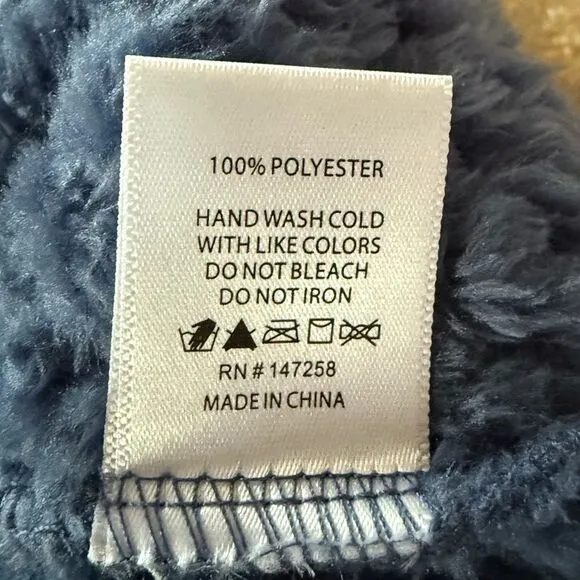 100% POLYESTER
HAND WASH COLD
WITH LIKE COLORS
DO NOT BLEACH
DO NOT IRON
RN # 147258
MADE IN CHINA